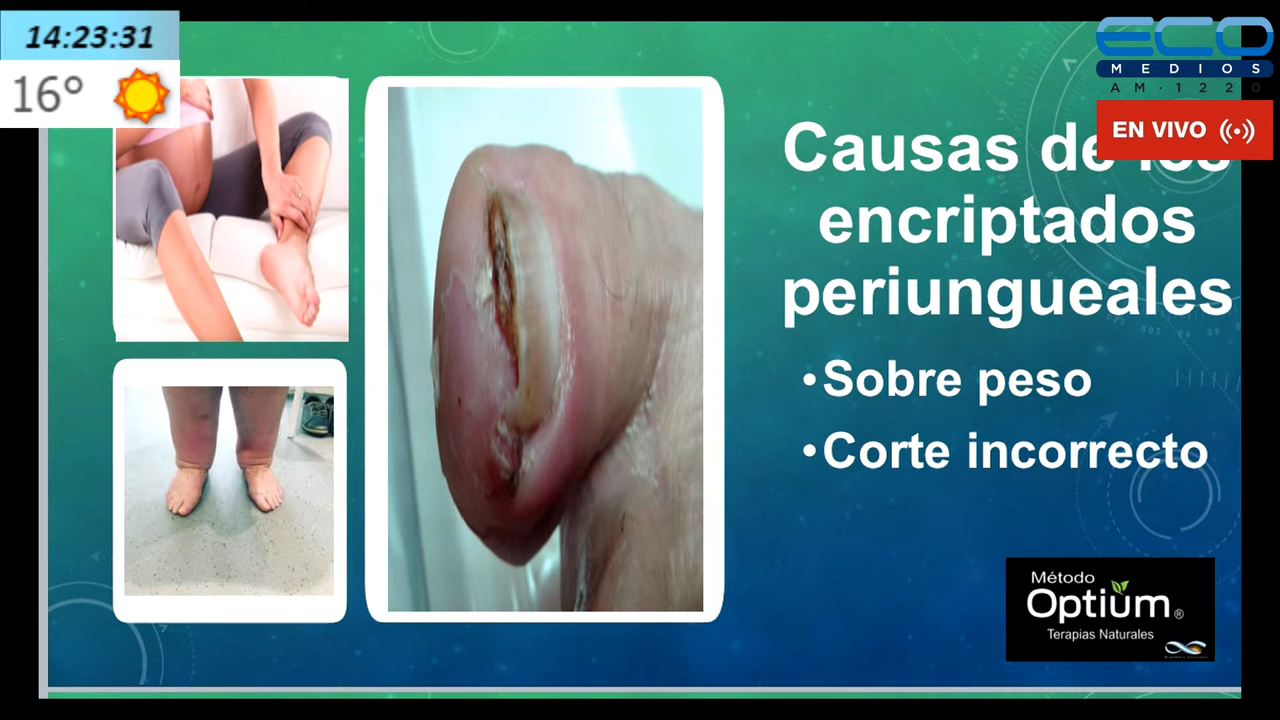 14:23:31
16°
ECO
MEDIOS
AM·1220
EN VIVO
Causas de los
encriptados
periungueales
•Sobre peso
•Corte incorrecto
Método
Optium®
Terapias Naturales